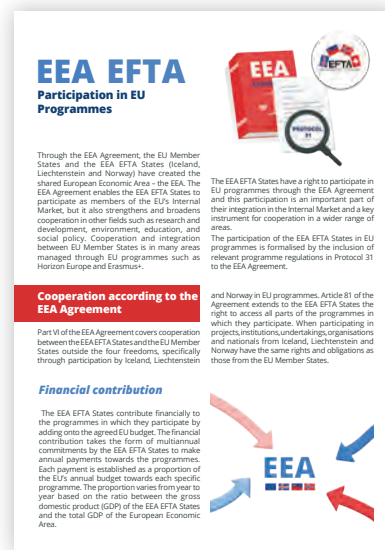 EEA EFTA
Participation in EU
Programmes
EEA
PROTOCOL
31
EFTA
Through the EEA Agreement, the EU Member
States and the EEA EFTA States (Iceland,
Liechtenstein and Norway) have created the
shared European Economic Area – the EEA. The
EEA Agreement enables the EEA EFTA States to
participate as members of the EU's Internal
Market, but it also strengthens and broadens
cooperation in other fields such as research and
development, environment, education, and
social policy. Cooperation and integration
between EU Member States is in many areas
managed through EU programmes such as
Horizon Europe and Erasmus+.
The EEA EFTA States have a right to participate in
EU programmes through the EEA Agreement
and this participation is an important part of
their integration in the Internal Market and a key
instrument for cooperation in a wider range of
areas.
The participation of the EEA EFTA States in EU
programmes is formalised by the inclusion of
relevant programme regulations in Protocol 31
to the EEA Agreement.
Cooperation according to the
EEA Agreement
Part VI of the EEA Agreement covers cooperation
between the EEA EFTA States and the EU Member
States outside the four freedoms, specifically
through participation by Iceland, Liechtenstein
and Norway in EU programmes. Article 81 of the
Agreement extends to the EEA EFTA States the
right to access all parts of the programmes in
which they participate. When participating in
projects, institutions, undertakings, organisations
and nationals from Iceland, Liechtenstein and
Norway have the same rights and obligations as
those from the EU Member States.
Financial contribution
The EEA EFTA States contribute financially to
the programmes in which they participate by
adding onto the agreed EU budget. The financial
contribution takes the form of multiannual
commitments by the EEA EFTA States to make
annual payments towards the programmes.
Each payment is established as a proportion of
the EU's annual budget towards each specific
programme. The proportion varies from year to
year based on the ratio between the gross
domestic product (GDP) of the EEA EFTA States
and the total GDP of the European Economic
Area.
EEA